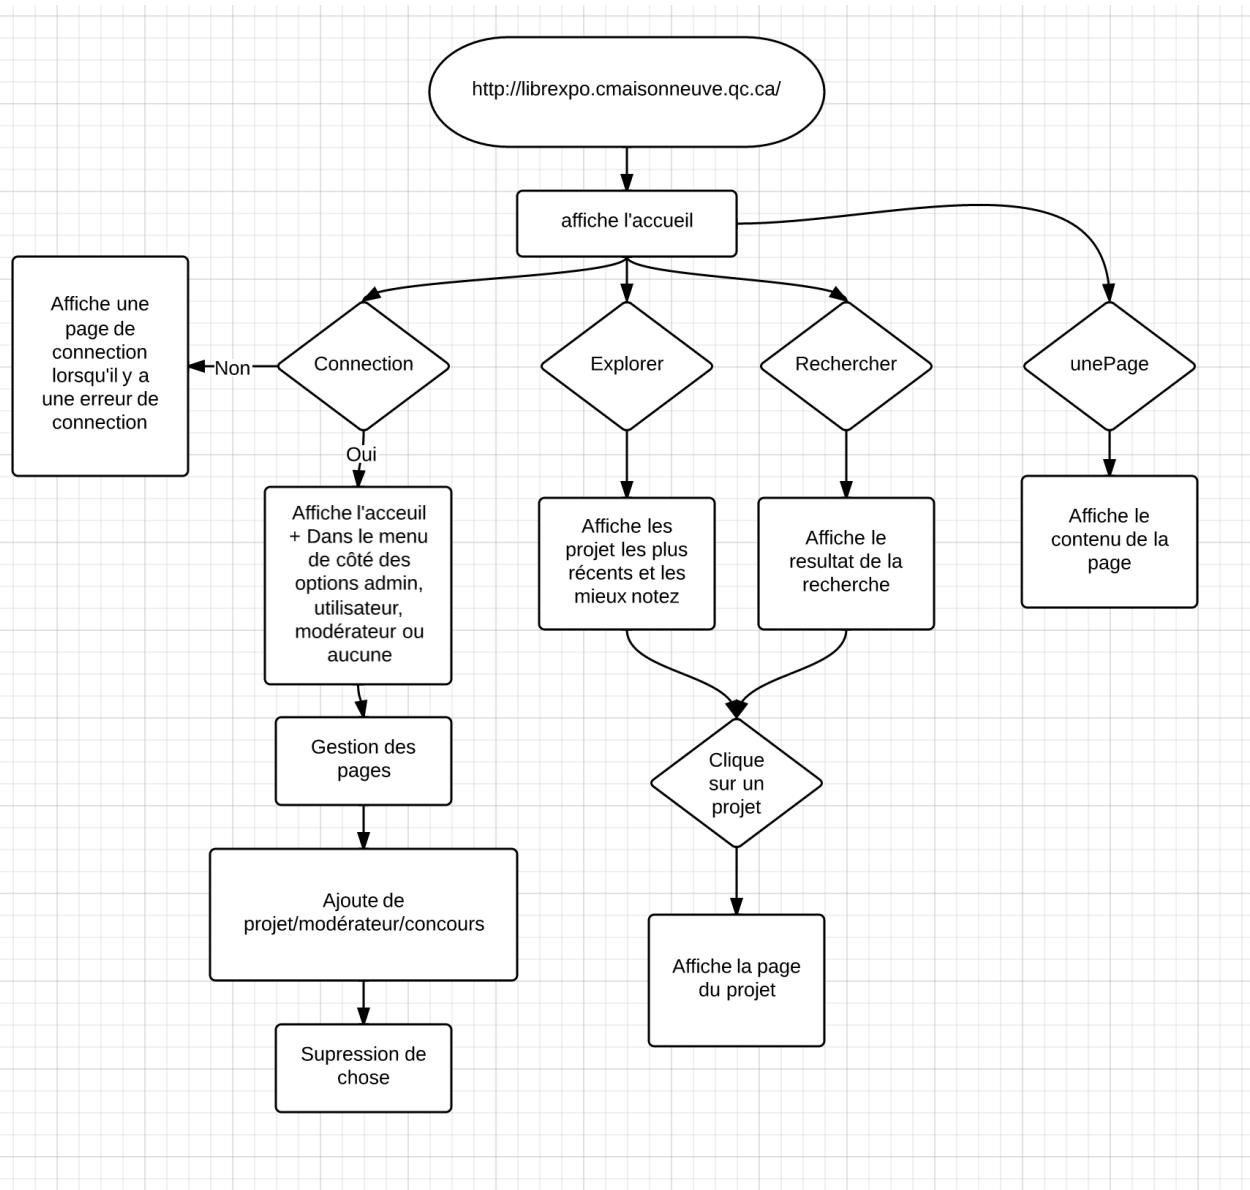 http://librexpo.cmaisonneuve.qc.ca/
affiche l'accueil
Affiche une
page de
connection
lorsqu'il y a
une erreur de
connection
Non
Connection
Explorer
Rechercher
unePage
Oui
Affiche l'acceuil
+ Dans le menu
de côté des
options admin,
utilisateur,
modérateur ou
aucune
Affiche les
projet les plus
récents et les
mieux notez
Affiche le
resultat de la
recherche
Affiche le
contenu de la
page
Gestion des
pages
Clique
sur un
projet
Ajoute de
projet/modérateur/concours
Affiche la page
du projet
Supression de
chose